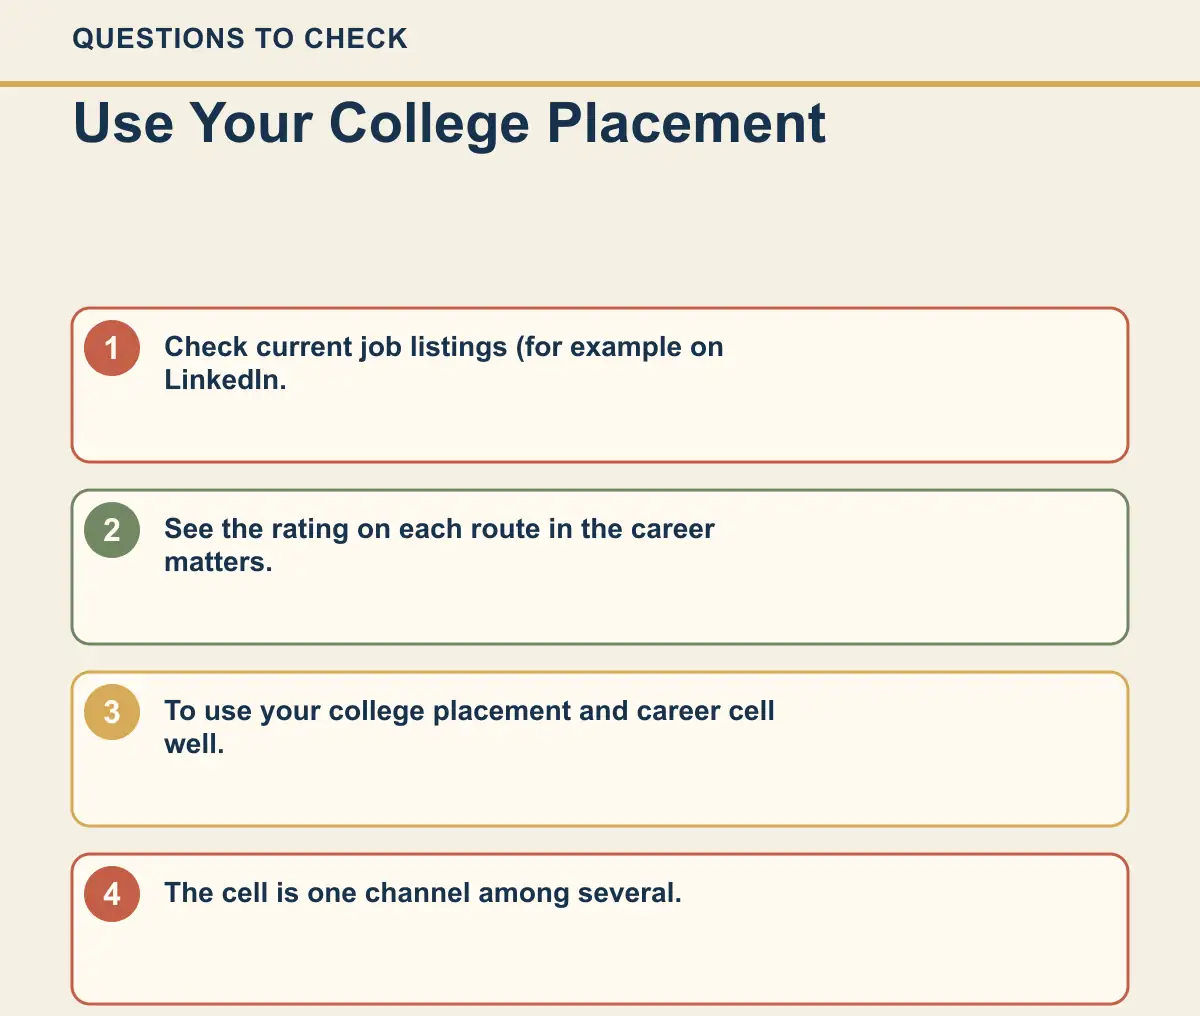 QUESTIONS TO CHECK
Use Your College Placement
1
Check current job listings (for example on
LinkedIn.
2
See the rating on each route in the career
matters.
3
To use your college placement and career cell
well.
4
The cell is one channel among several.